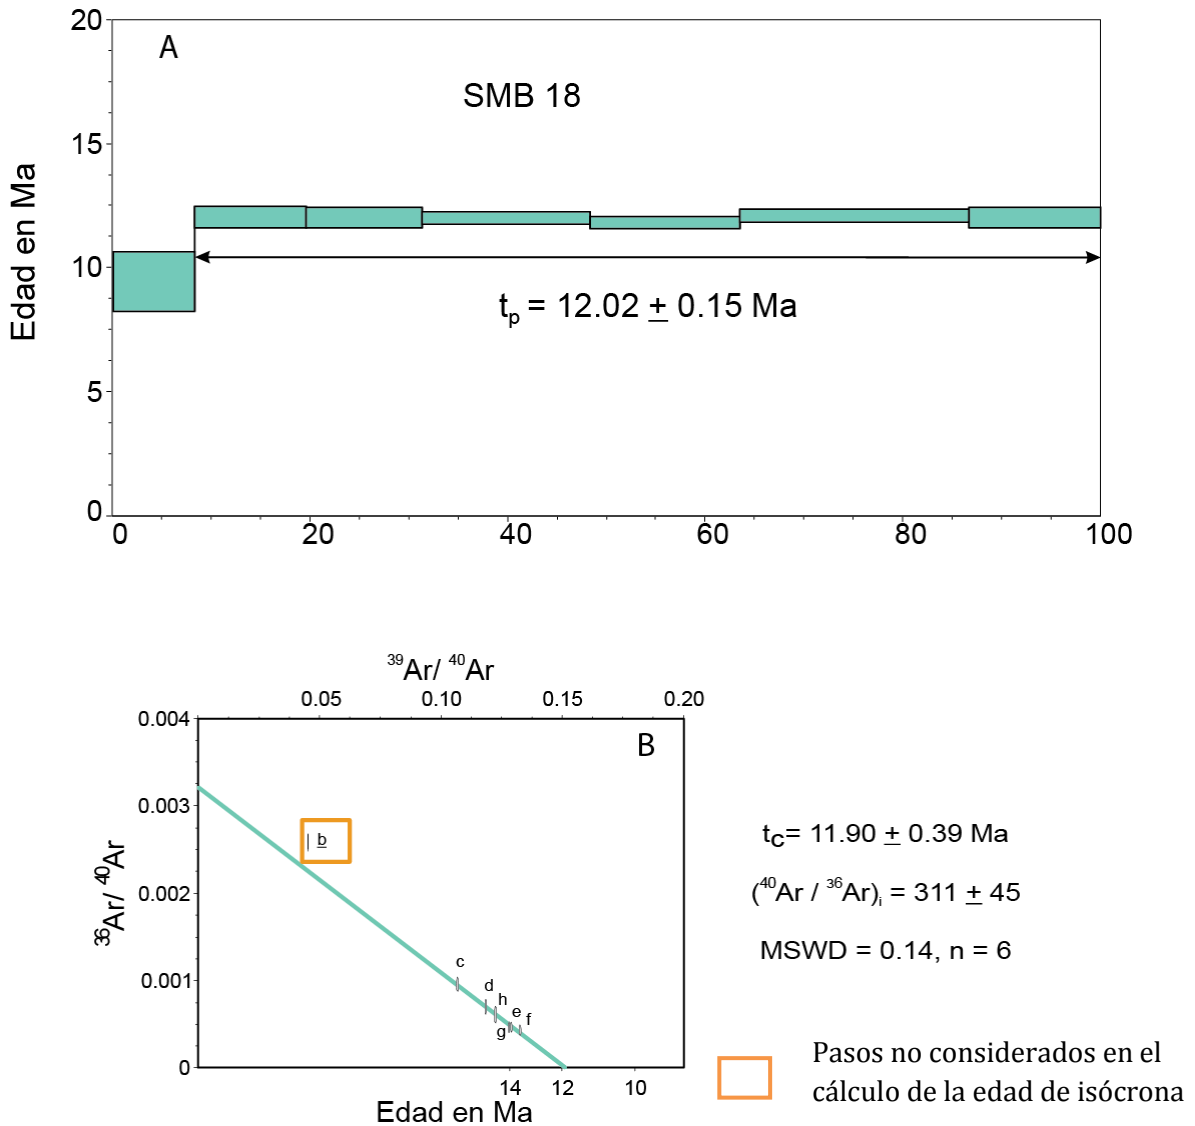 A
SMB 18
Edad en Ma
20
15
10
5
0
t_p = 12.02 ± 0.15 Ma
0 20 40 60 80 100
³⁹Ar/ ⁴⁰Ar
0.05 0.10 0.15 0.20
B
³⁶Ar/ ⁴⁰Ar
0.004
0.003
0.002
0.001
0
b
c
d
h
e
f
g
14 12 10
Edad en Ma
tc= 11.90 ± 0.39 Ma
(⁴⁰Ar / ³⁶Ar)ᵢ = 311 ± 45
MSWD = 0.14, n = 6
Pasos no considerados en el
cálculo de la edad de isócrona